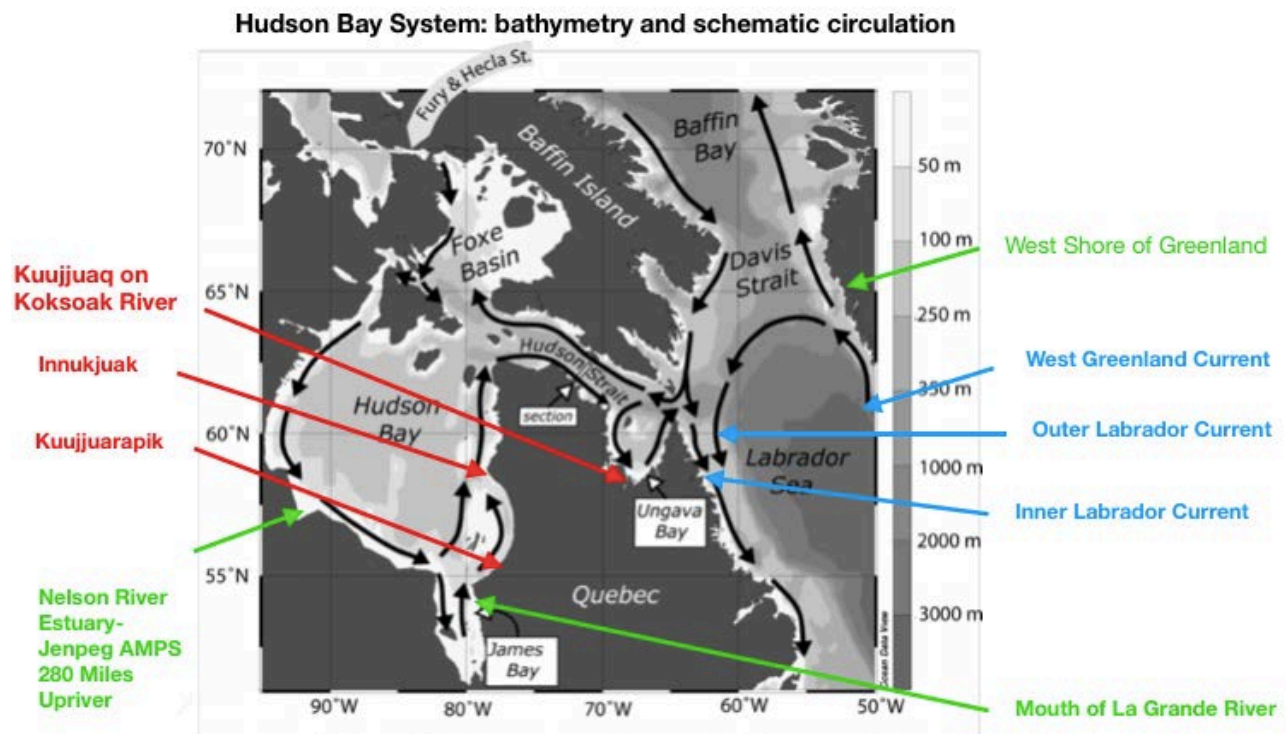 Hudson Bay System: bathymetry and schematic circulation
Fury & Hecla St.
Baffin
Bay
Baffin Island
70°N
50 m
Foxe
Basin
100 m
West Shore of Greenland
Kuujjuaq on
Koksoak River
Davis
Strait
65°N
250 m
Hudson Strait
West Greenland Current
350 m
Innukjuak
section
Hudson
Bay
Kuujjuarapik
60°N
Outer Labrador Current
Labrador
Sea
1000 m
Ungava
Bay
Inner Labrador Current
2000 m
55°N
Quebec
Nelson River
Estuary-
Jenpeg AMPS
280 Miles
Upriver
3000 m
James
Bay
Ocean Data View
Mouth of La Grande River
90°W
80°W
70°W
60°W
50°W